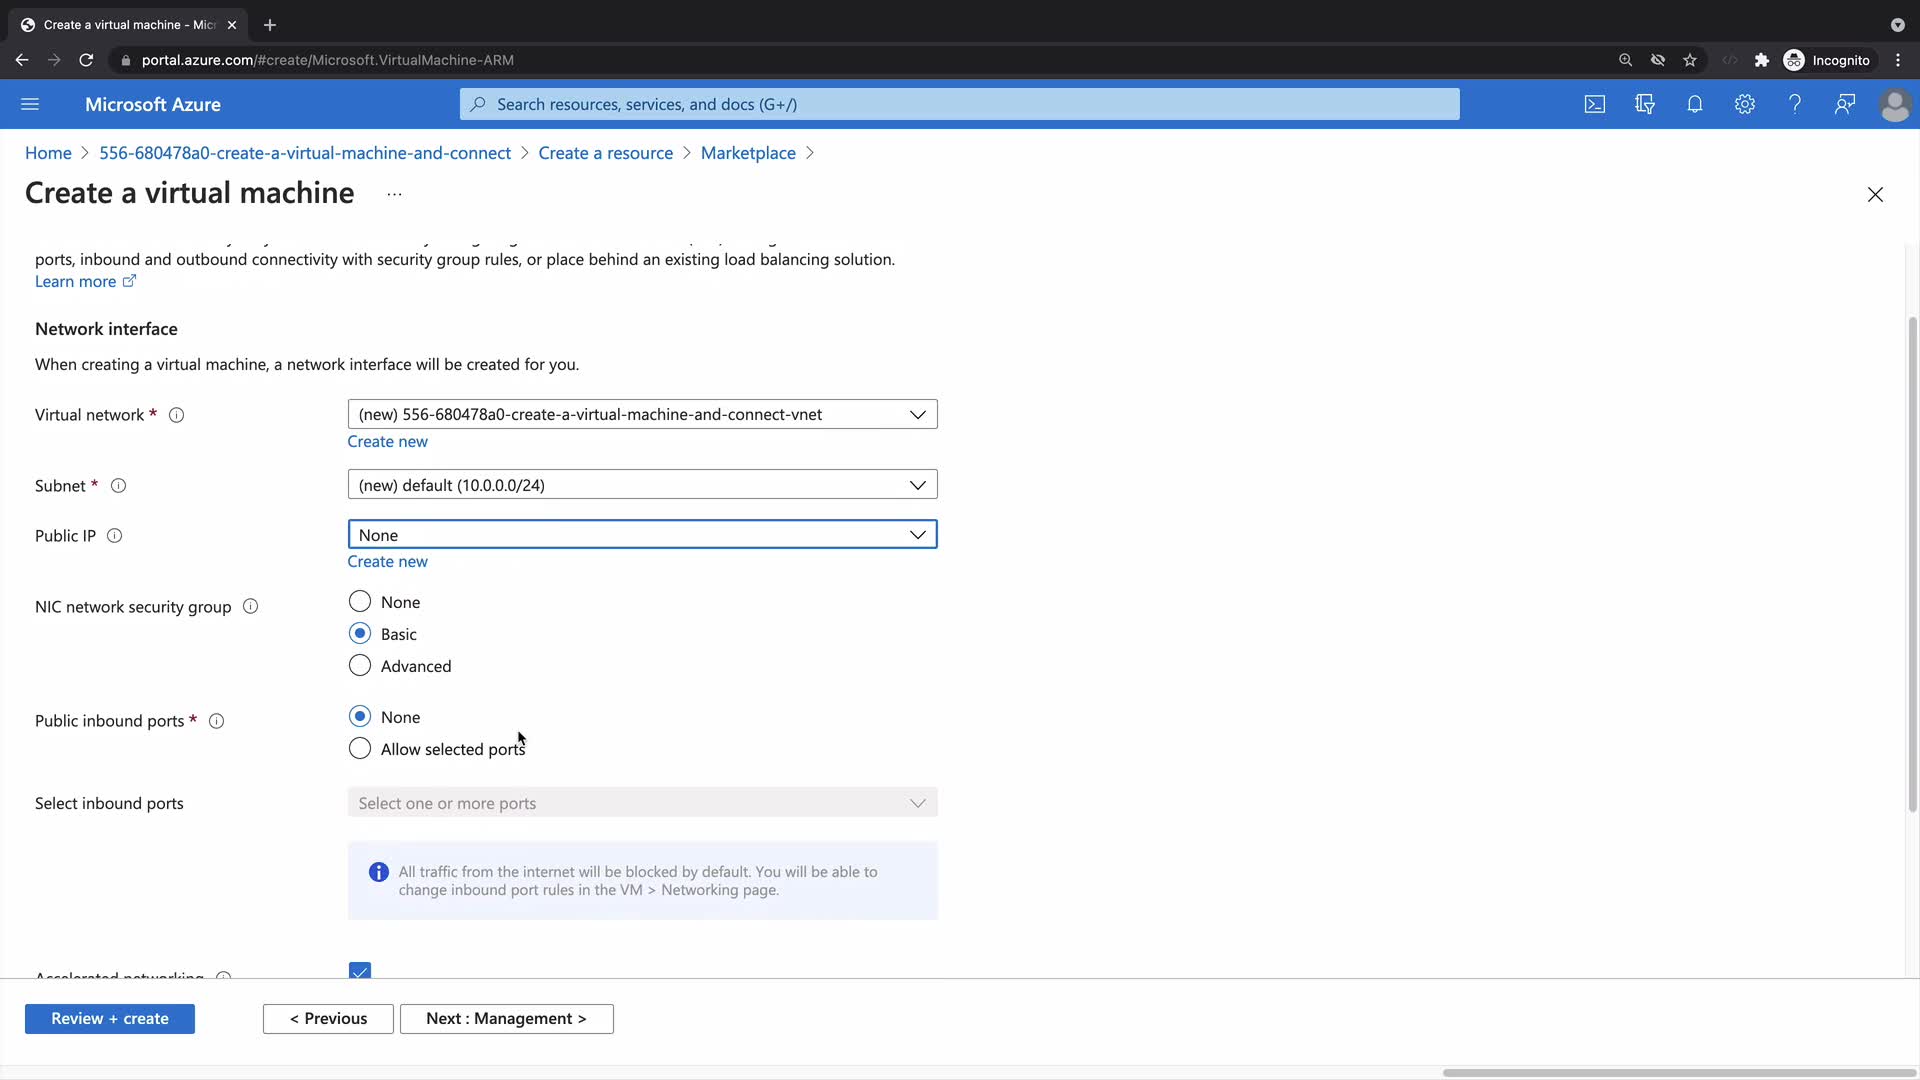 Create a virtual machine - Micr
portal.azure.com/#create/Microsoft.VirtualMachine-ARM
Incognito
Microsoft Azure
Search resources, services, and docs (G+/)
Home > 556-680478a0-create-a-virtual-machine-and-connect > Create a resource > Marketplace >
Create a virtual machine ...
ports, inbound and outbound connectivity with security group rules, or place behind an existing load balancing solution.
Learn more
Network interface
When creating a virtual machine, a network interface will be created for you.
Virtual network *
(new) 556-680478a0-create-a-virtual-machine-and-connect-vnet
Create new
Subnet *
(new) default (10.0.0.0/24)
Public IP
None
Create new
NIC network security group
None
Basic
Advanced
Public inbound ports *
None
Allow selected ports
Select inbound ports
Select one or more ports
All traffic from the internet will be blocked by default. You will be able to
change inbound port rules in the VM > Networking page.
Accelerated networking
Review + create
< Previous
Next : Management >